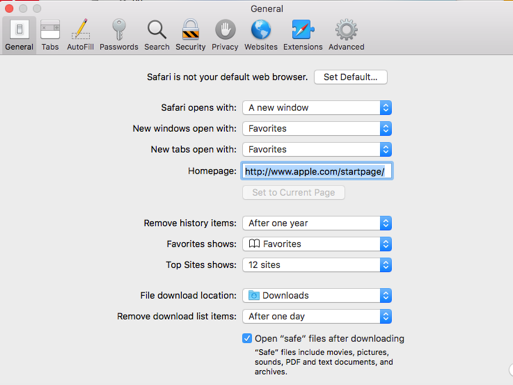 General
General Tabs AutoFill Passwords Search Security Privacy Websites Extensions Advanced
Safari is not your default web browser. Set Default...
Safari opens with: A new window
New windows open with: Favorites
New tabs open with: Favorites
Homepage: http://www.apple.com/startpage/
Set to Current Page
Remove history items: After one year
Favorites shows: Favorites
Top Sites shows: 12 sites
File download location: Downloads
Remove download list items: After one day
Open “safe” files after downloading
“Safe” files include movies, pictures,
sounds, PDF and text documents, and
archives.